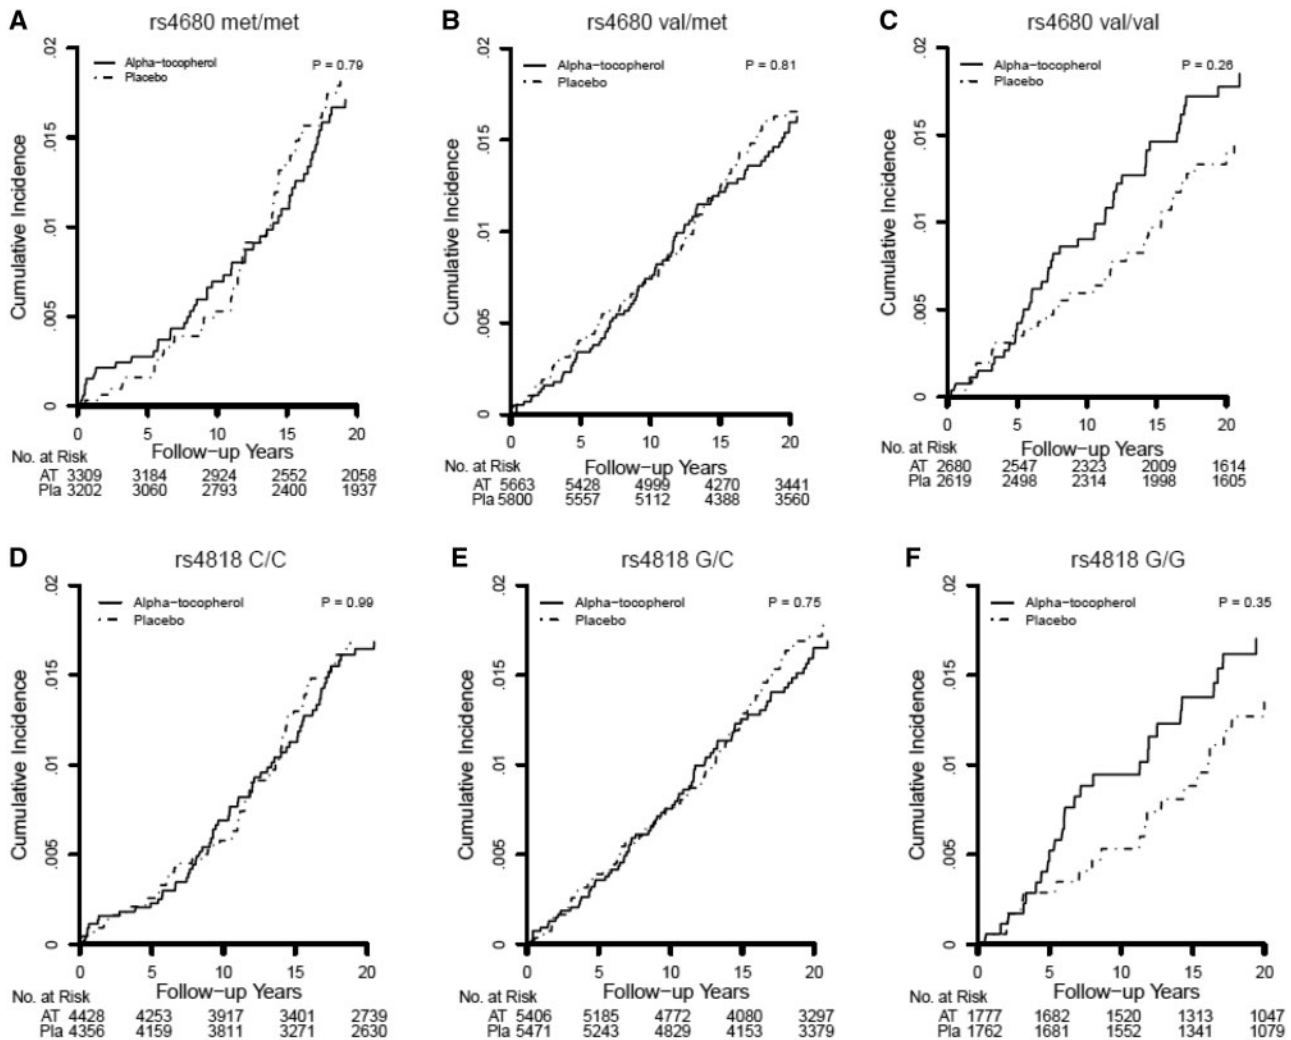 A rs4680 met/met
.02
Alpha-tocopherol
Placebo
P = 0.79
.015
.01
.005
0
Cumulative Incidence
0 5 10 15 20
Follow-up Years
No. at Risk
AT 3309 3184 2924 2552 2058
Pla 3202 3060 2793 2400 1937
B rs4680 val/met
.02
Alpha-tocopherol
Placebo
P = 0.81
.015
.01
.005
0
Cumulative Incidence
0 5 10 15 20
Follow-up Years
No. at Risk
AT 5663 5428 4999 4270 3441
Pla 5800 5557 5112 4388 3560
C rs4680 val/val
.02
Alpha-tocopherol
Placebo
P = 0.26
.015
.01
.005
0
Cumulative Incidence
0 5 10 15 20
Follow-up Years
No. at Risk
AT 2680 2547 2323 2009 1614
Pla 2619 2498 2314 1998 1605
D rs4818 C/C
.02
Alpha-tocopherol
Placebo
P = 0.99
.015
.01
.005
0
Cumulative Incidence
0 5 10 15 20
Follow-up Years
No. at Risk
AT 4428 4253 3917 3401 2739
Pla 4356 4159 3811 3271 2630
E rs4818 G/C
.02
Alpha-tocopherol
Placebo
P = 0.75
.015
.01
.005
0
Cumulative Incidence
0 5 10 15 20
Follow-up Years
No. at Risk
AT 5406 5185 4772 4080 3297
Pla 5471 5243 4829 4153 3379
F rs4818 G/G
.02
Alpha-tocopherol
Placebo
P = 0.35
.015
.01
.005
0
Cumulative Incidence
0 5 10 15 20
Follow-up Years
No. at Risk
AT 1777 1682 1520 1313 1047
Pla 1762 1681 1552 1341 1079